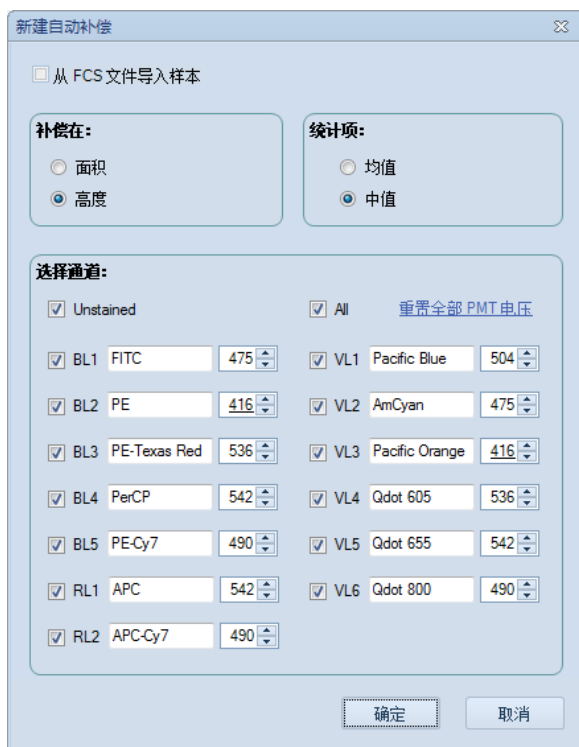 新建自动补偿
从 FCS 文件导入样本
补偿在: 统计项:
面积 均值
高度 中值
选择通道:
Unstained All 重置全部 PMT 电压
BL1 FITC 475 VL1 Pacific Blue 504
BL2 PE 416 VL2 AmCyan 475
BL3 PE-Texas Red 536 VL3 Pacific Orange 416
BL4 PerCP 542 VL4 Qdot 605 536
BL5 PE-Cy7 490 VL5 Qdot 655 542
RL1 APC 542 VL6 Qdot 800 490
RL2 APC-Cy7 490
确定 取消